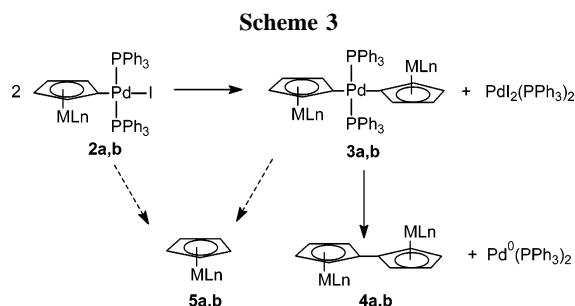 Scheme 3
PPh3
PPh3
MLn
2
Pd
I
Pd
+ PdI2(PPh3)2
MLn
PPh3
MLn
PPh3
2a,b
3a,b
MLn
MLn
MLn
+ Pd0(PPh3)2
5a,b
4a,b